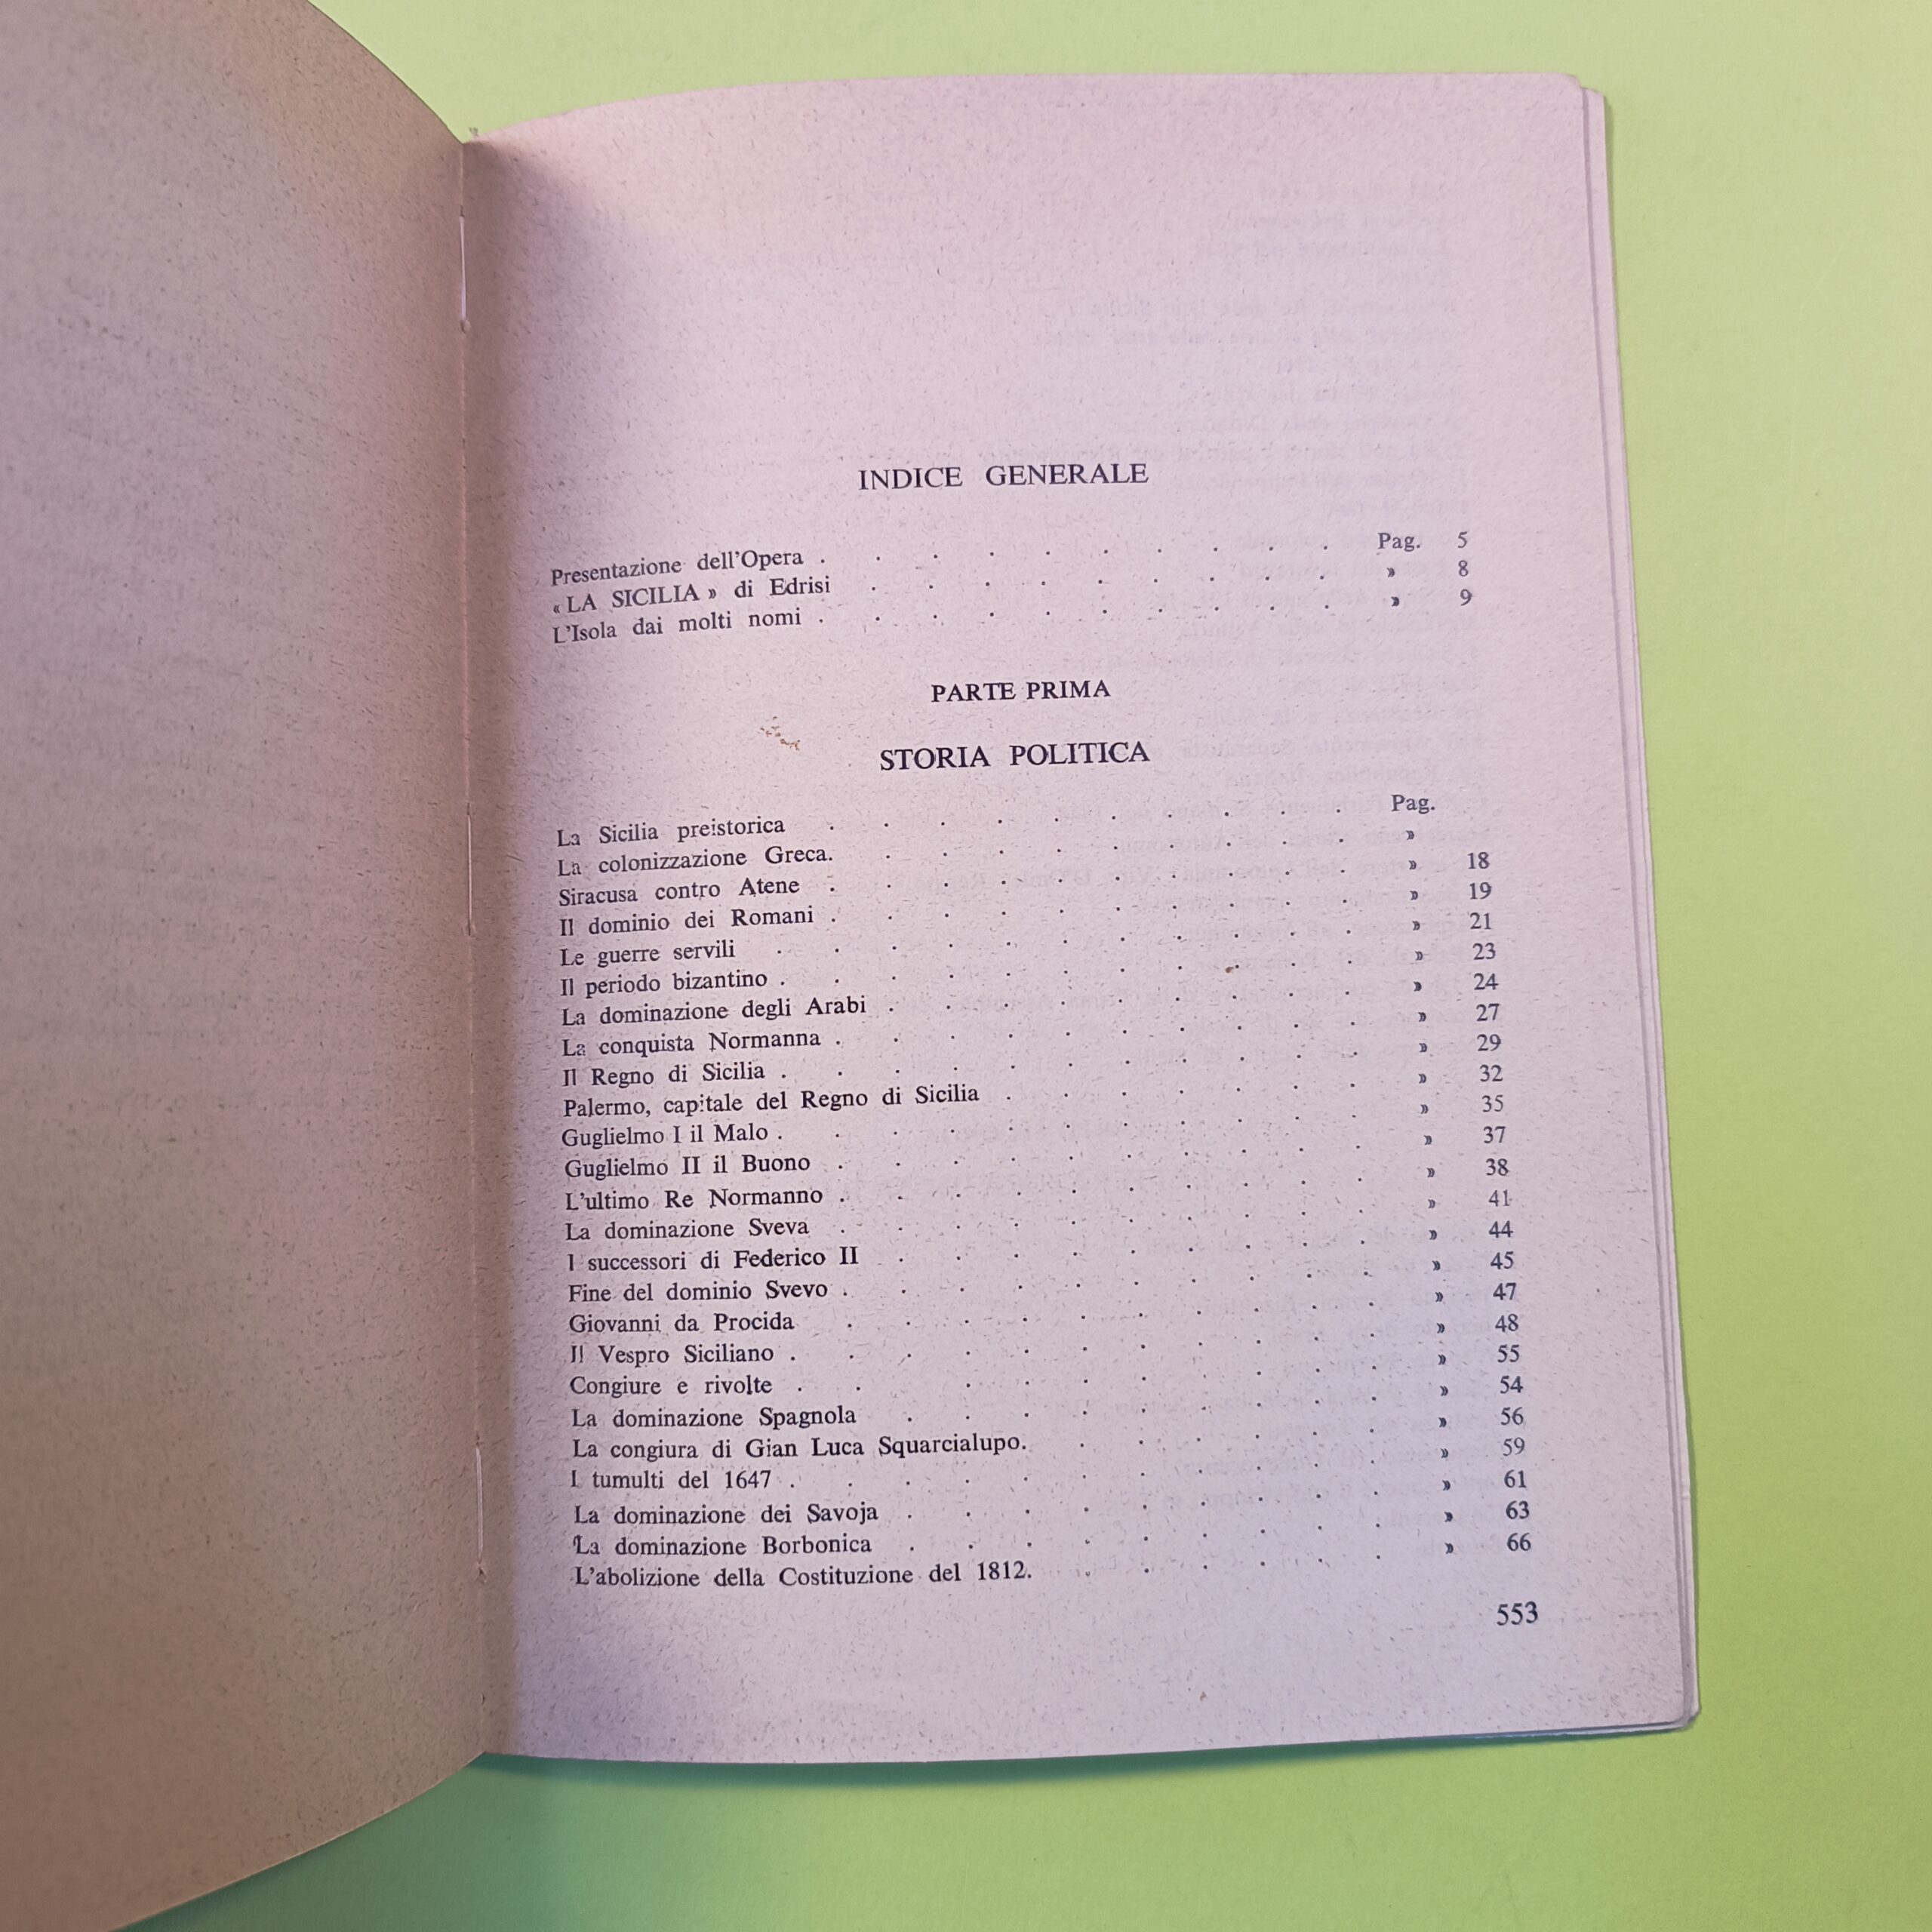 INDICE GENERALE
Presentazione dell'Opera . . . . . . . . . . Pag. 5
« LA SICILIA » di Edrisi . . . . . . . . . » 8
L'Isola dai molti nomi . . . . . . . . . . » 9
PARTE PRIMA
STORIA POLITICA
La Sicilia preistorica . . . . . . . . . . Pag.
La colonizzazione Greca. . . . . . . . . . »
Siracusa contro Atene . . . . . . . . . . » 18
Il dominio dei Romani . . . . . . . . . . » 19
Le guerre servili . . . . . . . . . . . » 21
Il periodo bizantino . . . . . . . . . . . » 23
La dominazione degli Arabi . . . . . . . . . » 24
La conquista Normanna . . . . . . . . . . » 27
Il Regno di Sicilia . . . . . . . . . . . » 29
Palermo, capitale del Regno di Sicilia . . . . . . . » 32
Guglielmo I il Malo . . . . . . . . . . . » 35
Guglielmo II il Buono . . . . . . . . . . » 37
L'ultimo Re Normanno . . . . . . . . . . » 38
La dominazione Sveva . . . . . . . . . . » 41
I successori di Federico II . . . . . . . . . » 44
Fine del dominio Svevo . . . . . . . . . . » 45
Giovanni da Procida . . . . . . . . . . » 47
Il Vespro Siciliano . . . . . . . . . . . » 48
Congiure e rivolte . . . . . . . . . . » 55
La dominazione Spagnola . . . . . . . . . » 54
La congiura di Gian Luca Squarcialupo. . . . . . . » 56
I tumulti del 1647 . . . . . . . . . . . » 59
La dominazione dei Savoja . . . . . . . . . » 61
La dominazione Borbonica . . . . . . . . . » 63
L'abolizione della Costituzione del 1812. . . . . . . » 66
553